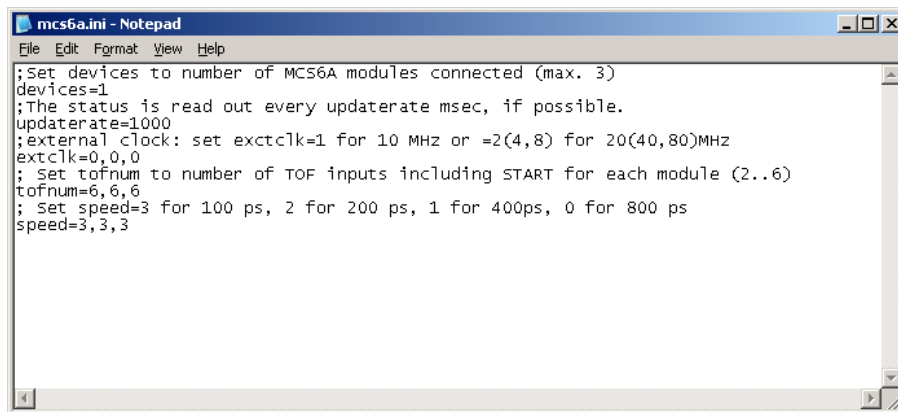 mcs6a.ini - Notepad
File Edit Format View Help
;Set devices to number of MCS6A modules connected (max. 3)
devices=1
;The status is read out every updaterate msec, if possible.
updaterate=1000
;external clock: set exctclk=1 for 10 MHz or =2(4,8) for 20(40,80)MHz
extclk=0,0,0
; Set tofnum to number of TOF inputs including START for each module (2..6)
tofnum=6,6,6
; Set speed=3 for 100 ps, 2 for 200 ps, 1 for 400ps, 0 for 800 ps
speed=3,3,3